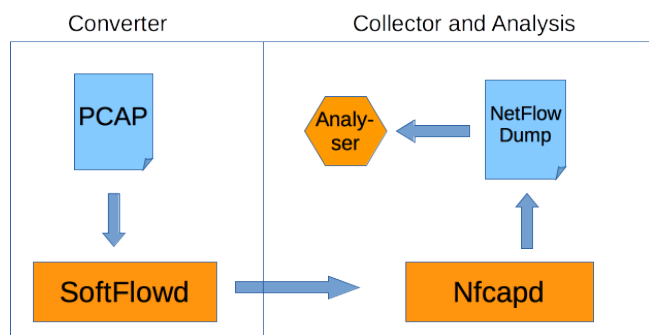 Converter
Collector and Analysis
PCAP
Analy-
ser
NetFlow
Dump
SoftFlowd
Nfcapd